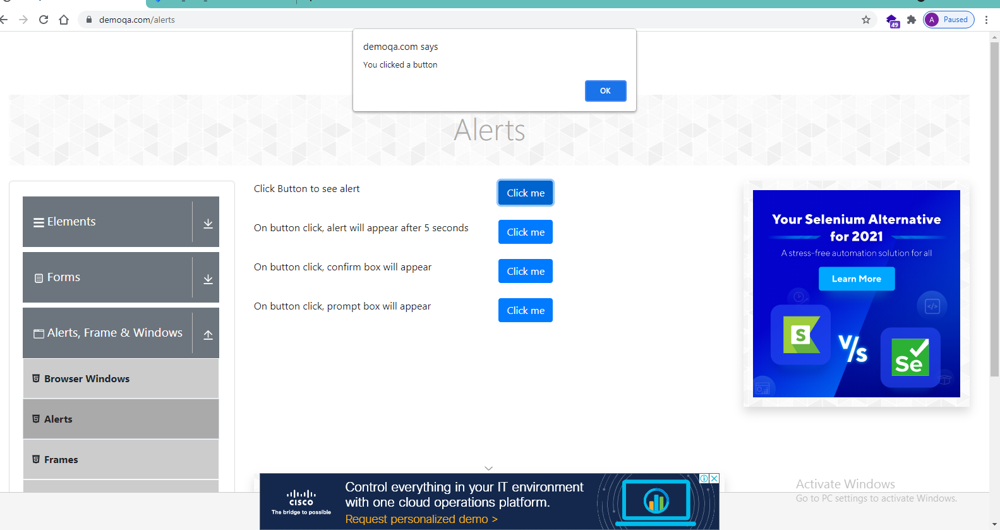 demoqa.com/alerts
49
A
Paused
demoqa.com says
You clicked a button
OK
Alerts
Elements
Forms
Alerts, Frame & Windows
Browser Windows
Alerts
Frames
Click Button to see alert
Click me
On button click, alert will appear after 5 seconds
Click me
On button click, confirm box will appear
Click me
On button click, prompt box will appear
Click me
Your Selenium Alternative
for 2021
A stress-free automation solution for all
Learn More
S
V/s
Se
CISCO
The bridge to possible
Control everything in your IT environment
with one cloud operations platform.
Request personalized demo >
Activate Windows
Go to PC settings to activate Windows.